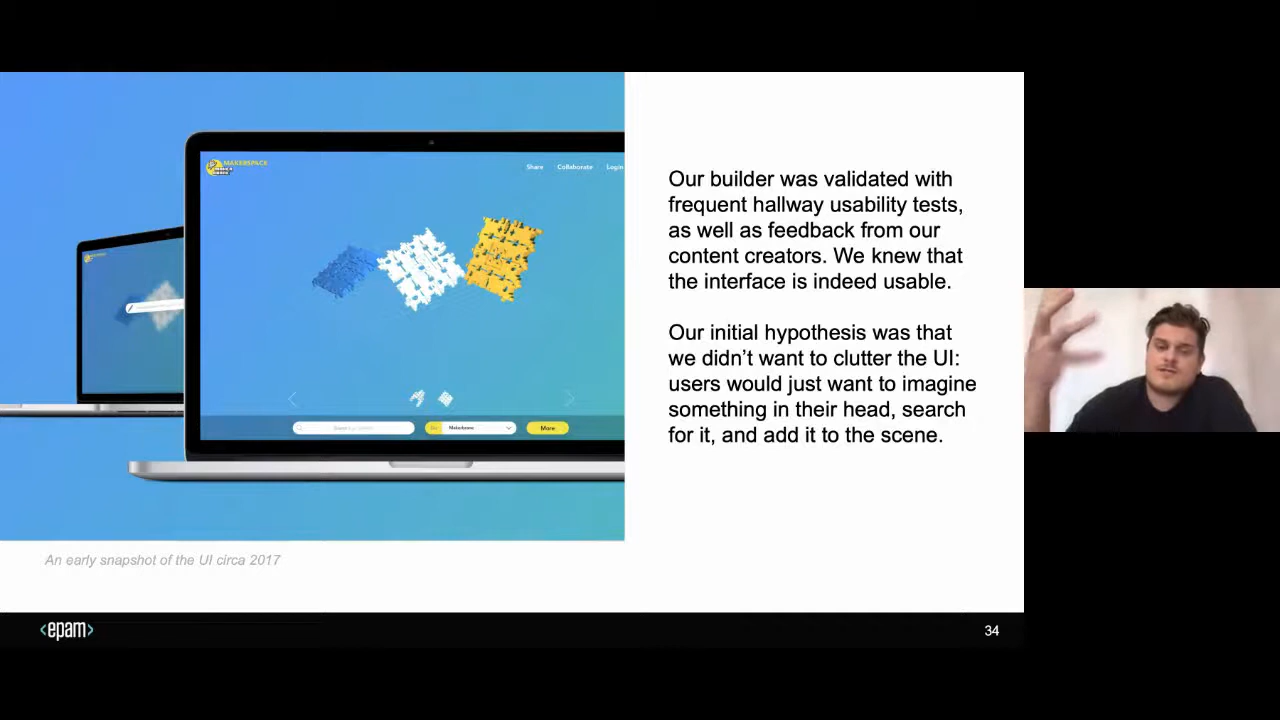 MAKERSPACE
Share Collaborate Login
More
Our builder was validated with
frequent hallway usability tests,
as well as feedback from our
content creators. We knew that
the interface is indeed usable.
Our initial hypothesis was that
we didn’t want to clutter the UI:
users would just want to imagine
something in their head, search
for it, and add it to the scene.
An early snapshot of the UI circa 2017
<epam>
34